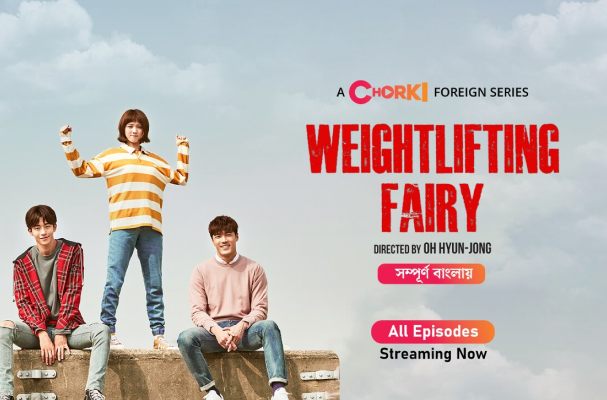 A CHORKI FOREIGN SERIES
WEIGHTLIFTING
FAIRY
DIRECTED BY OH HYUN-JONG
সম্পূর্ণ বাংলায়
All Episodes
Streaming Now